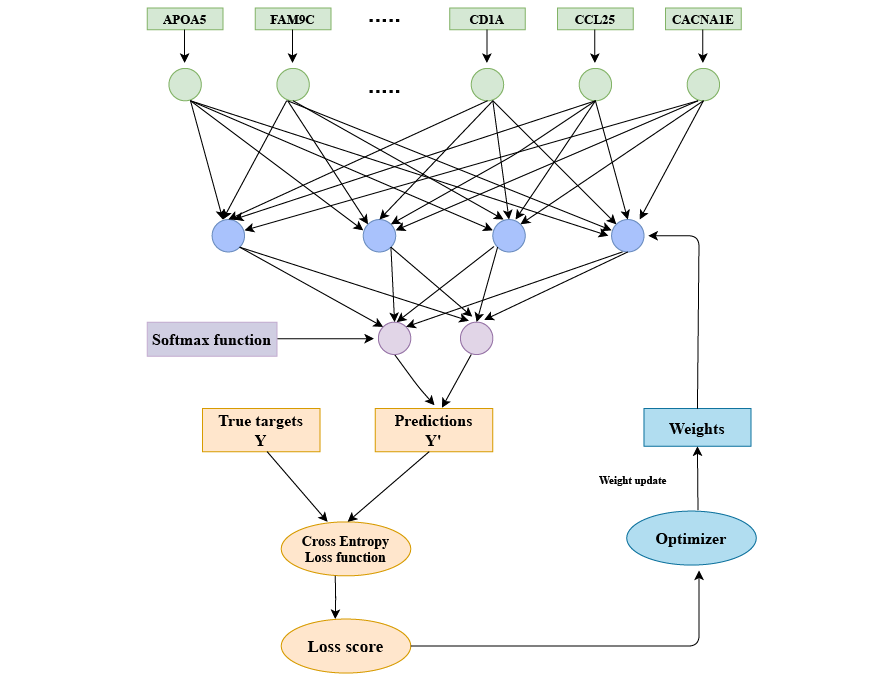 APOA5
FAM9C
.....
CD1A
CCL25
CACNA1E
.....
Softmax function
True targets
Y
Predictions
Y'
Weights
Weight update
Cross Entropy
Loss function
Optimizer
Loss score